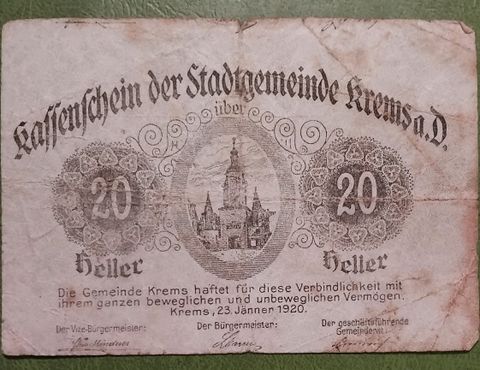 Kassenschein der Stadtgemeinde Krems a. D.
über
20
20
Heller
Heller
Die Gemeinde Krems haftet für diese Verbindlichkeit mit
ihrem ganzen beweglichen und unbeweglichen Vermögen.
Krems, 23. Jänner 1920.
Der Vize-Bürgermeister: Der Bürgermeister: Der geschäftsführende
Gemeinderat: